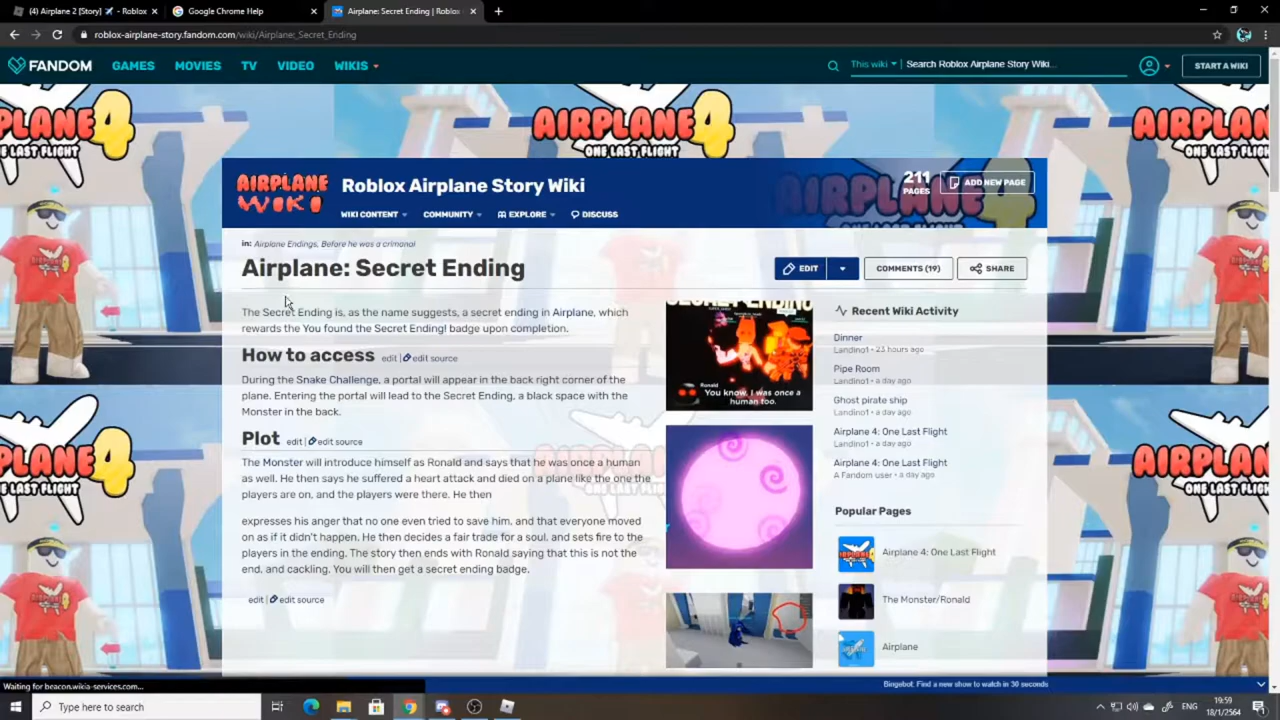 (4) Airplane 2 [Story] ✈️ - Roblox
Google Chrome Help
Airplane: Secret Ending | Roblox
roblox-airplane-story.fandom.com/wiki/Airplane:_Secret_Ending
FANDOM
GAMES
MOVIES
TV
VIDEO
WIKIS
This wiki
Search Roblox Airplane Story Wiki...
START A WIKI
AIRPLANE 4
ONE LAST FLIGHT
AIRPLANE 4
ONE LAST FLIGHT
AIRPLANE
ONE LAST
AIRPLANE
WIKI
Roblox Airplane Story Wiki
211
PAGES
ADD NEW PAGE
WIKI CONTENT
COMMUNITY
EXPLORE
DISCUSS
in: Airplane Endings, Before he was a crimanal
Airplane: Secret Ending
EDIT
COMMENTS (19)
SHARE
The Secret Ending is, as the name suggests, a secret ending in Airplane, which
rewards the You found the Secret Ending! badge upon completion.
How to access edit | edit source
During the Snake Challenge, a portal will appear in the back right corner of the
plane. Entering the portal will lead to the Secret Ending, a black space with the
Monster in the back.
Plot edit | edit source
The Monster will introduce himself as Ronald and says that he was once a human
as well. He then says he suffered a heart attack and died on a plane like the one the
players are on, and the players were there. He then
expresses his anger that no one even tried to save him, and that everyone moved
on as if it didn't happen. He then decides a fair trade for a soul, and sets fire to the
players in the ending. The story then ends with Ronald saying that this is not the
end, and cackling. You will then get a secret ending badge.
edit | edit source
SECRET ENDING
Ronald
You know, I was once a
human too.
Recent Wiki Activity
Dinner
Landino1 • 23 hours ago
Pipe Room
Landino1 • a day ago
Ghost pirate ship
Landino1 • a day ago
Airplane 4: One Last Flight
Landino1 • a day ago
Airplane 4: One Last Flight
A Fandom user • a day ago
Popular Pages
Airplane 4: One Last Flight
The Monster/Ronald
Airplane
Waiting for beacon.wikia-services.com...
Bingebot: Find a new show to watch in 30 seconds
Type here to search
ENG
19:59
18/1/2564